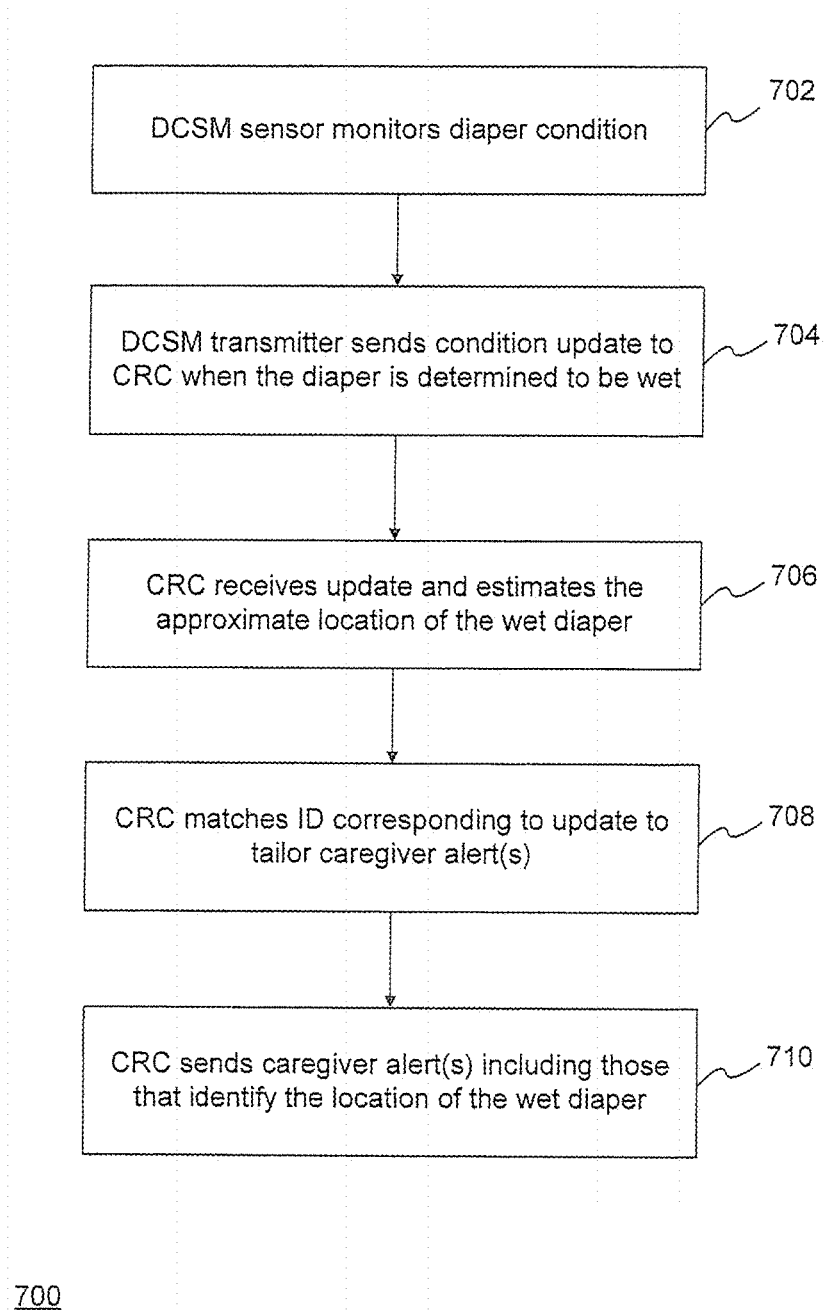 702
DCSM sensor monitors diaper condition
704
DCSM transmitter sends condition update to
CRC when the diaper is determined to be wet
706
CRC receives update and estimates the
approximate location of the wet diaper
708
CRC matches ID corresponding to update to
tailor caregiver alert(s)
710
CRC sends caregiver alert(s) including those
that identify the location of the wet diaper
700